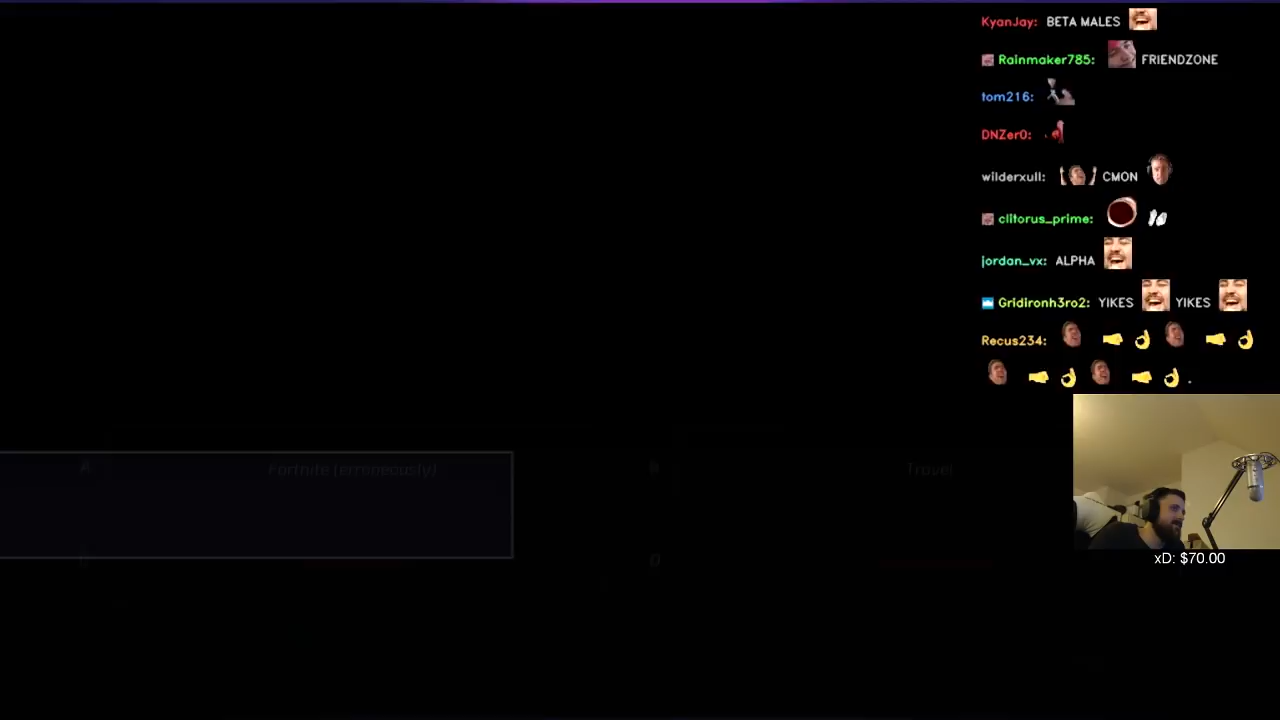 KyanJay: BETA MALES
Rainmaker785: FRIENDZONE
tom216:
DNZer0:
wilderxull: CMON
clitorus_prime:
jordan_vx: ALPHA
Gridironh3ro2: YIKES YIKES
Recus234:
.
A Fortnite (erroneously) B Travel
D
xD: $70.00